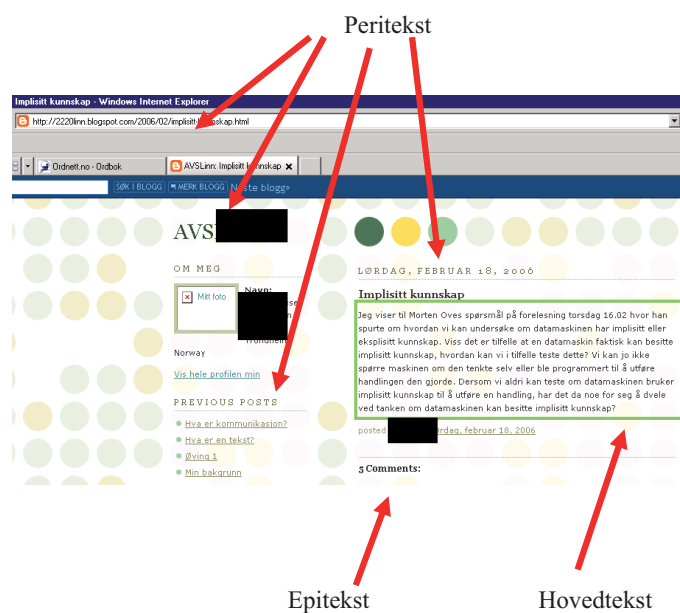 Peritekst
Implisitt kunnskap - Windows Internet Explorer
http://2220linn.blogspot.com/2006/02/implisitt-kunnskap.html
Ordnett.no - Ordbok
AVSLinn: Implisitt kunnskap
SØK I BLOGG
MERK BLOGG
Neste blogg»
AVS
OM MEG
Mitt foto
Navn:
Norway
Vis hele profilen min
PREVIOUS POSTS
Hva er kommunikasjon?
Hva er en tekst?
Øving 1
Min bakgrunn
LØRDAG, FEBRUAR 18, 2006
Implisitt kunnskap
Jeg viser til Morten Oves spørsmål på forelesning torsdag 16.02 hvor han
spurte om hvordan vi kan undersøke om datamaskinen har implisitt eller
eksplisitt kunnskap. Viss det er tilfelle at en datamaskin faktisk kan besitte
implisitt kunnskap, hvordan kan vi i tilfelle teste dette? Vi kan jo ikke
spørre maskinen om den tenkte selv eller ble programmert til å utføre
handlingen den gjorde. Dersom vi aldri kan teste om datamaskinen bruker
implisitt kunnskap til å utføre en handling, har det da noe for seg å dvele
ved tanken om datamaskinen kan besitte implisitt kunnskap?
posted
rdag, februar 18, 2006
5 Comments:
Epitekst
Hovedtekst